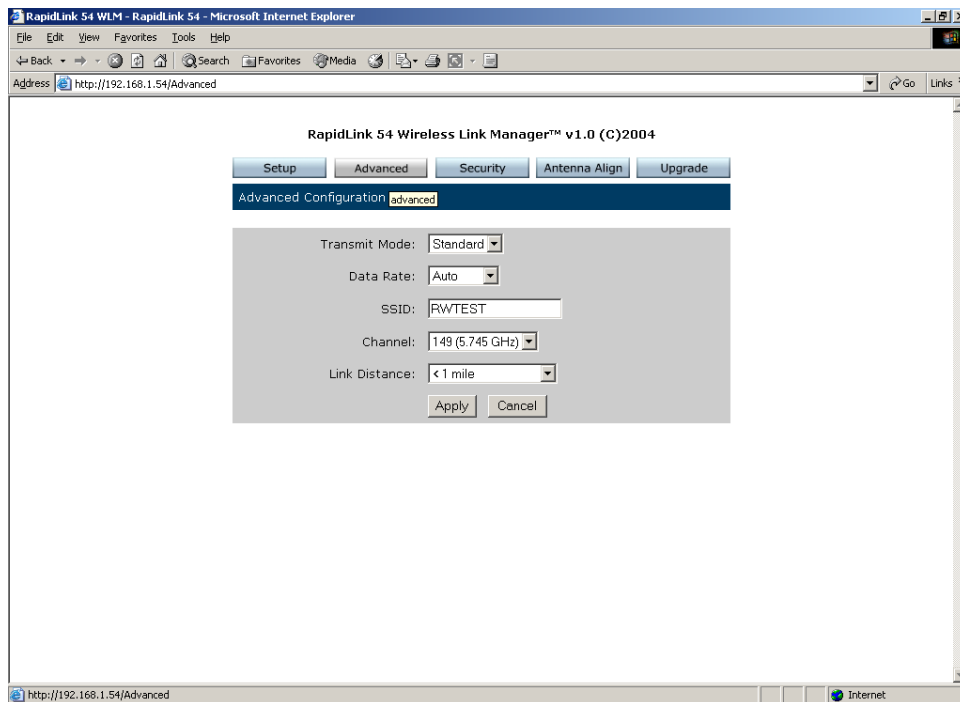 RapidLink 54 WLM - RapidLink 54 - Microsoft Internet Explorer
File Edit View Favorites Tools Help
Back Search Favorites Media
Address http://192.168.1.54/Advanced Go Links
RapidLink 54 Wireless Link Manager™ v1.0 (C)2004
Setup Advanced Security Antenna Align Upgrade
Advanced Configuration advanced
Transmit Mode: Standard
Data Rate: Auto
SSID: RWTEST
Channel: 149 (5.745 GHz)
Link Distance: < 1 mile
Apply Cancel
http://192.168.1.54/Advanced Internet